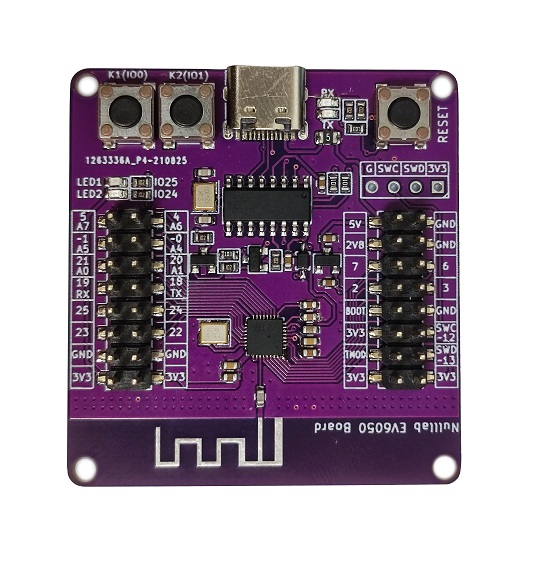 K1(IO0) K2(IO1)
RX
TX
RESET
1263336A_P4-210825
G SWC SWD 3V3
LED1 IO25
LED2 IO24
5 4
A7 A6
-1 -0
A5 A4
21 20
A0 A1
19 18
RX TX
25 24
23 22
GND GND
3V3 3V3
5V GND
2V8 GND
7 6
2 3
BOOT GND
3V3 SWC
-12
TMOD SWD
-13
3V3 3V3
Nulllab EV6050 Board